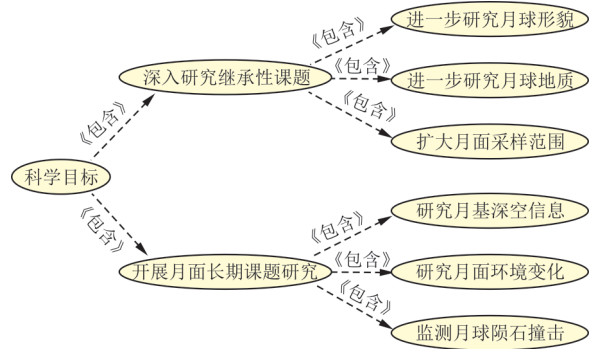 科学目标
《包含》
《包含》
深入研究继承性课题
《包含》
《包含》
《包含》
进一步研究月球形貌
进一步研究月球地质
扩大月面采样范围
开展月面长期课题研究
《包含》
《包含》
《包含》
研究月基深空信息
研究月面环境变化
监测月球陨石撞击